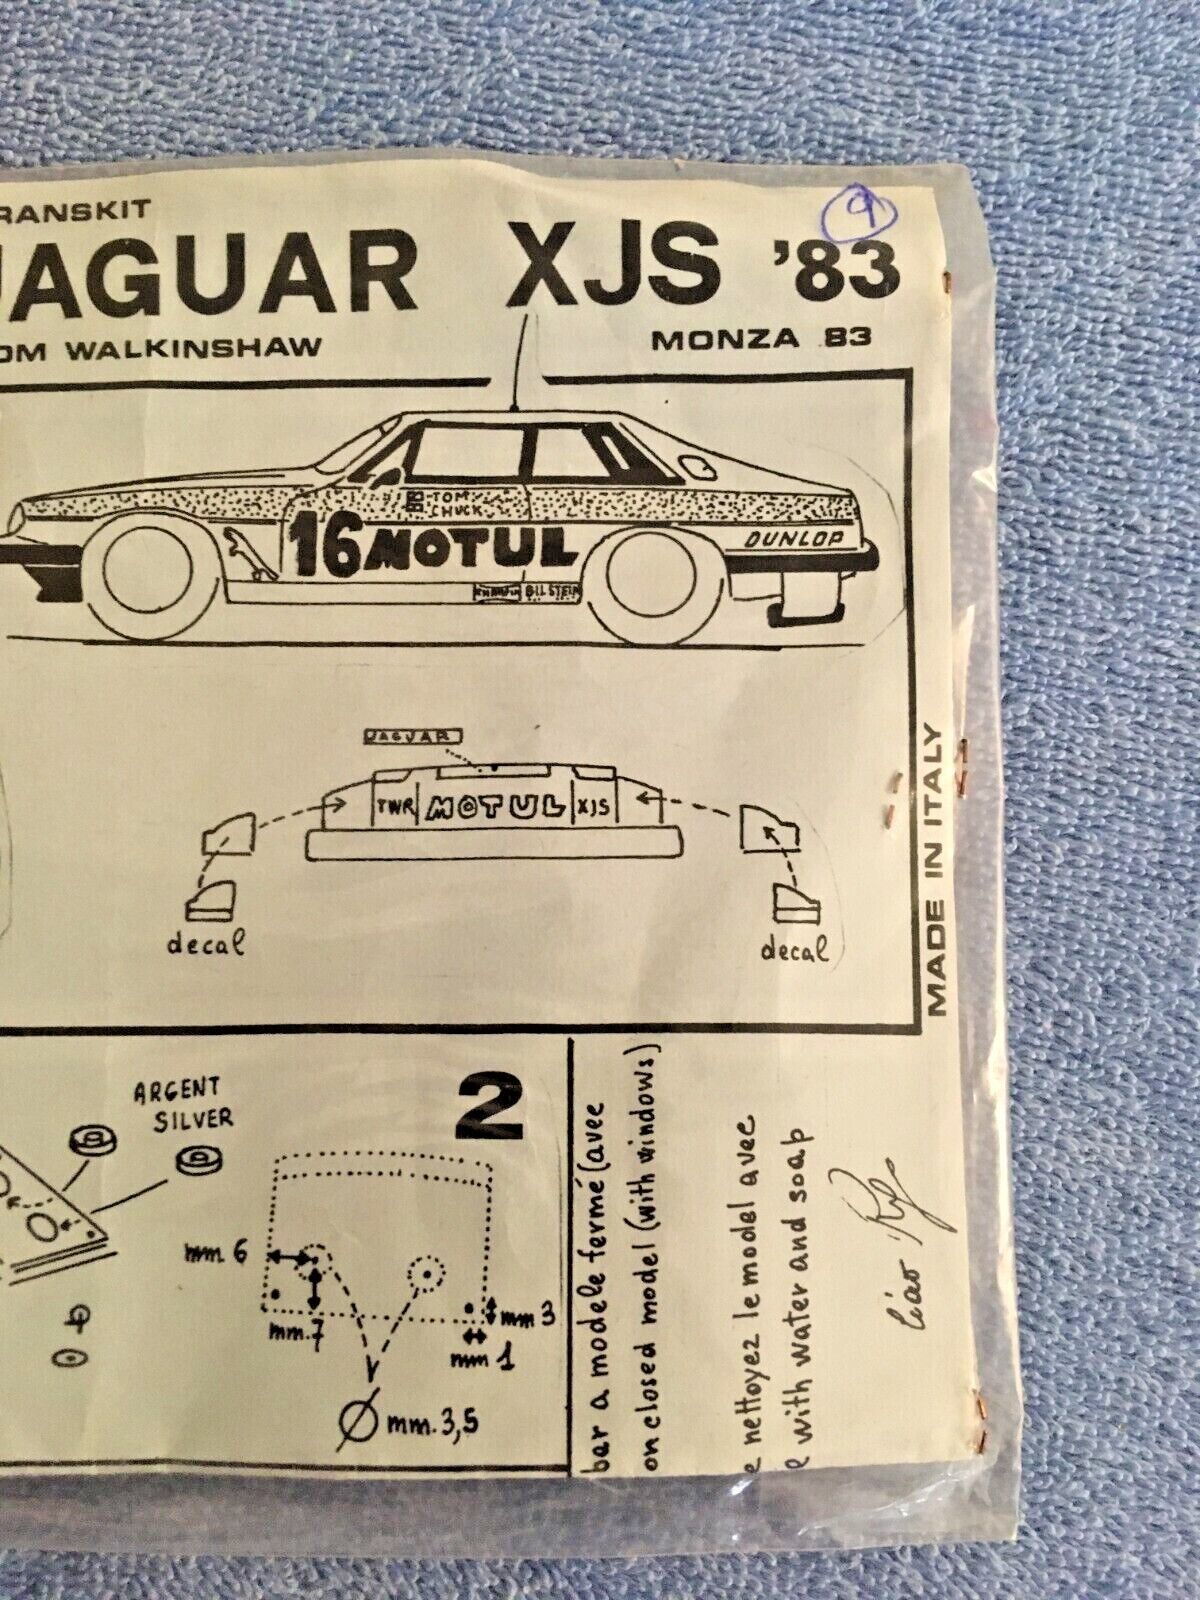 RANSKIT
9
JAGUAR XJS '83
OM WALKINSHAW
MONZA 83
TOM
CHUCK
16 MOTUL
DUNLOP
BILSTEIN
JAGUAR
TWR MOTUL XJS
decal
decal
MADE IN ITALY
ARGENT
SILVER
2
mm. 6
mm. 7
mm 3
mm 1
Ø mm. 3,5
ber a modele fermé (avec
on closed model (with windows)
e nettoyez le model avec
e with water and soap
Ciao